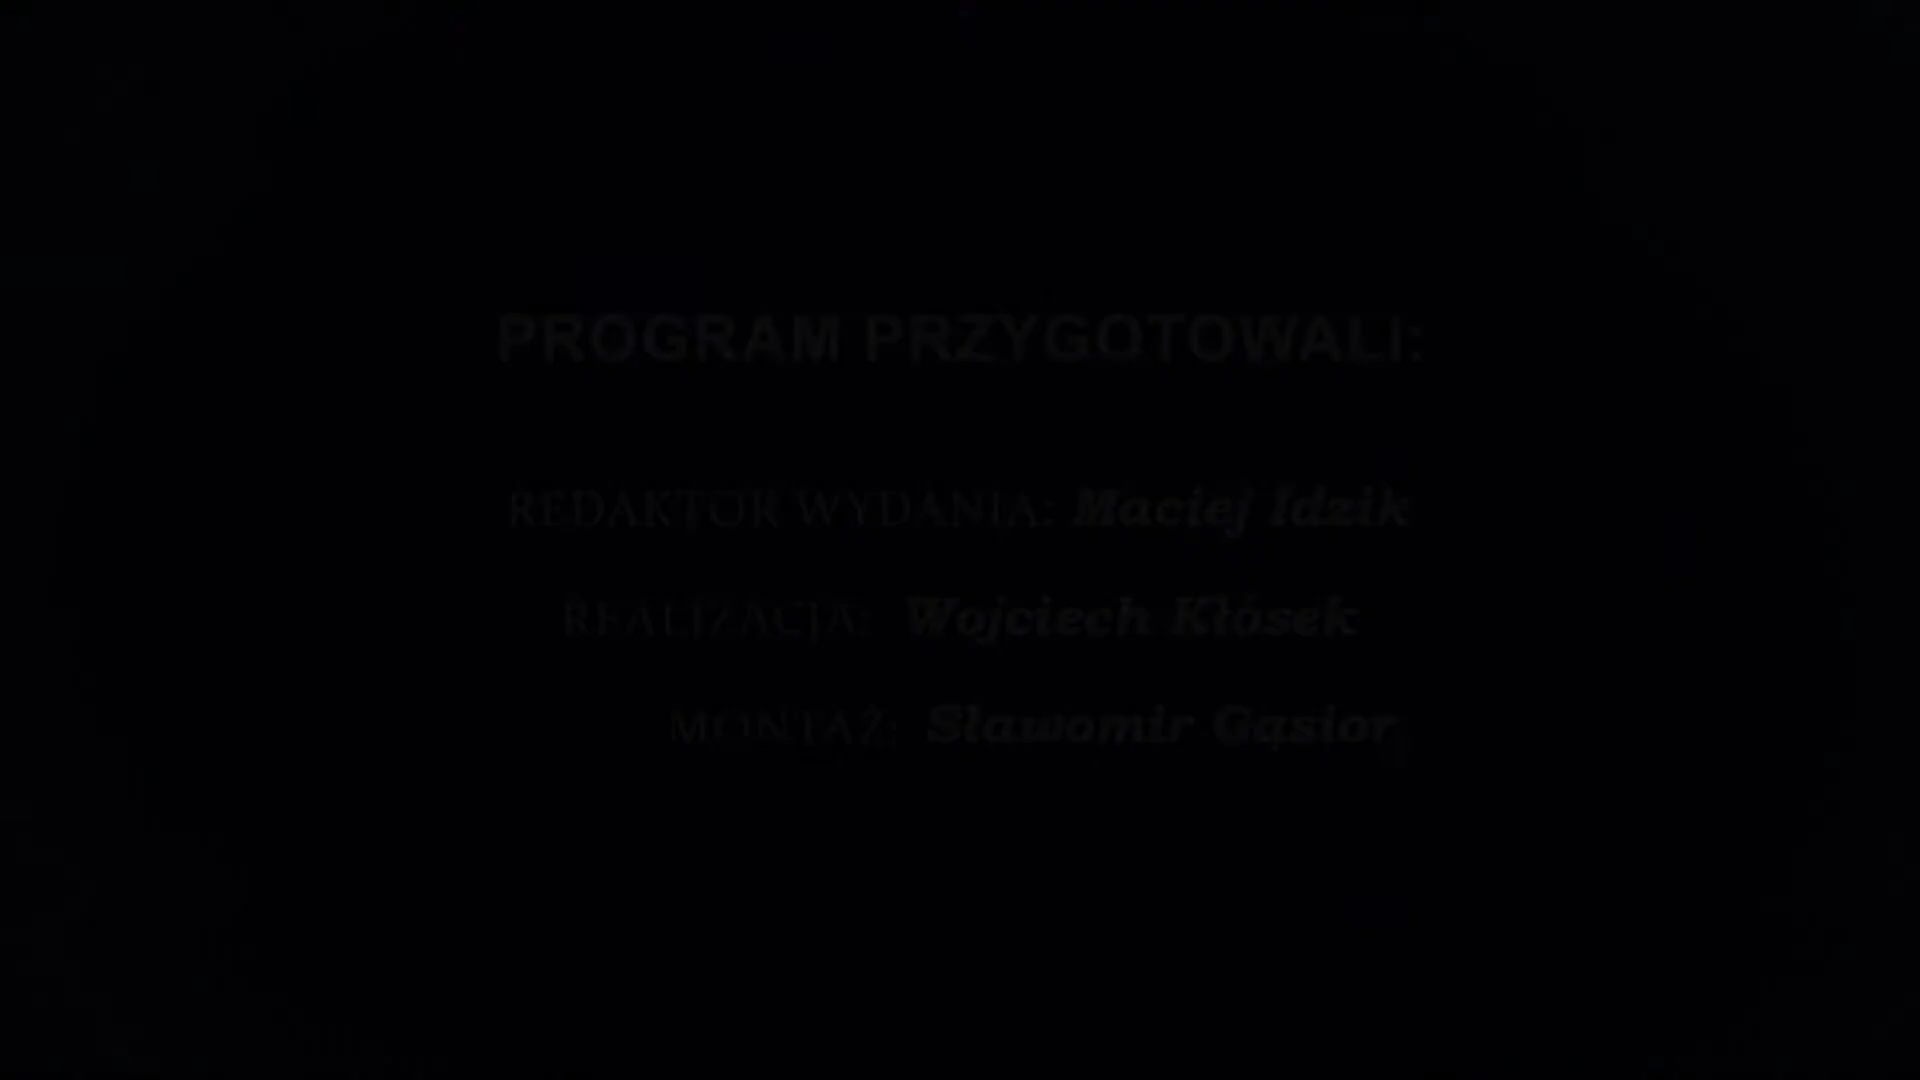 PROGRAM PRZYGOTOWALI:
REDAKTOR WYDANIA: Maciej Idzik
REALIZACJA: Wojciech Kłósek
MONTAŻ: Sławomir Gąsior